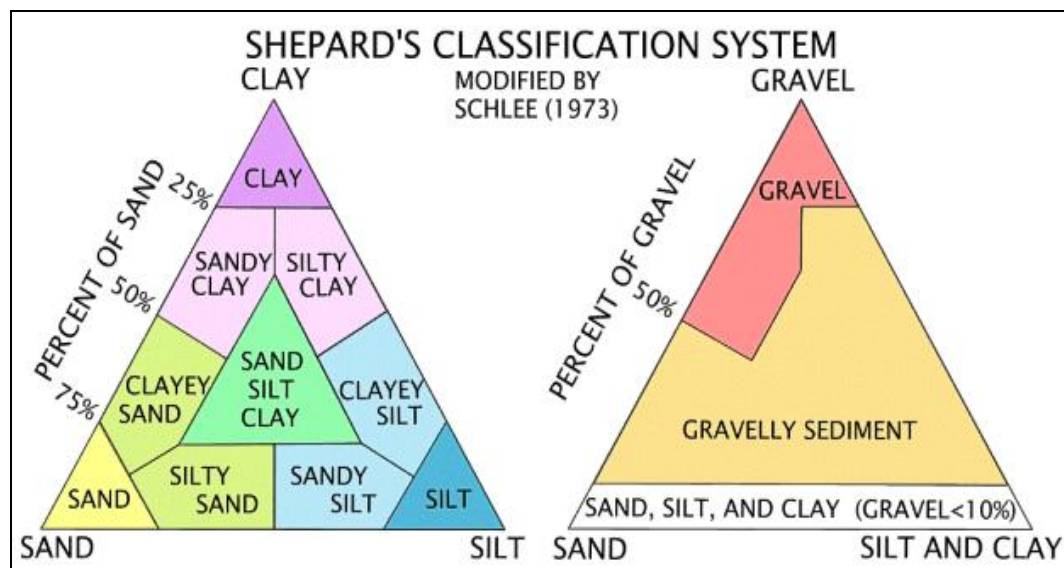 SHEPARD'S CLASSIFICATION SYSTEM
MODIFIED BY
SCHLEE (1973)
CLAY
PERCENT OF SAND
25%
50%
75%
CLAY
SANDY
CLAY
SILTY
CLAY
SAND
SILT
CLAY
CLAYEY
SAND
CLAYEY
SILT
SAND
SILTY
SAND
SANDY
SILT
SILT
SAND
SILT
GRAVEL
PERCENT OF GRAVEL
50%
GRAVEL
GRAVELLY SEDIMENT
SAND, SILT, AND CLAY (GRAVEL<10%)
SAND
SILT AND CLAY